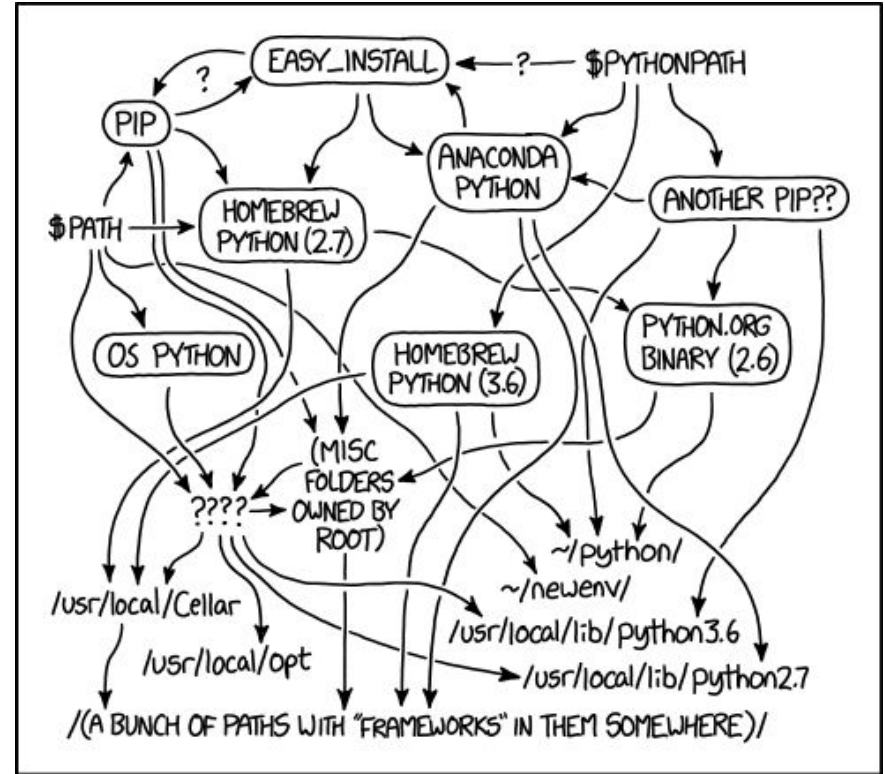 EASY_INSTALL
?
$PYTHONPATH
?
PIP
ANACONDA
PYTHON
ANOTHER PIP??
HOMEBREW
PYTHON (2.7)
$PATH
OS PYTHON
HOMEBREW
PYTHON (3.6)
PYTHON.ORG
BINARY (2.6)
(MISC
FOLDERS
OWNED BY
ROOT)
????
~/python/
~/newenv/
/usr/local/Cellar
/usr/local/lib/python3.6
/usr/local/opt
/usr/local/lib/python2.7
/(A BUNCH OF PATHS WITH "FRAMEWORKS" IN THEM SOMEWHERE)/